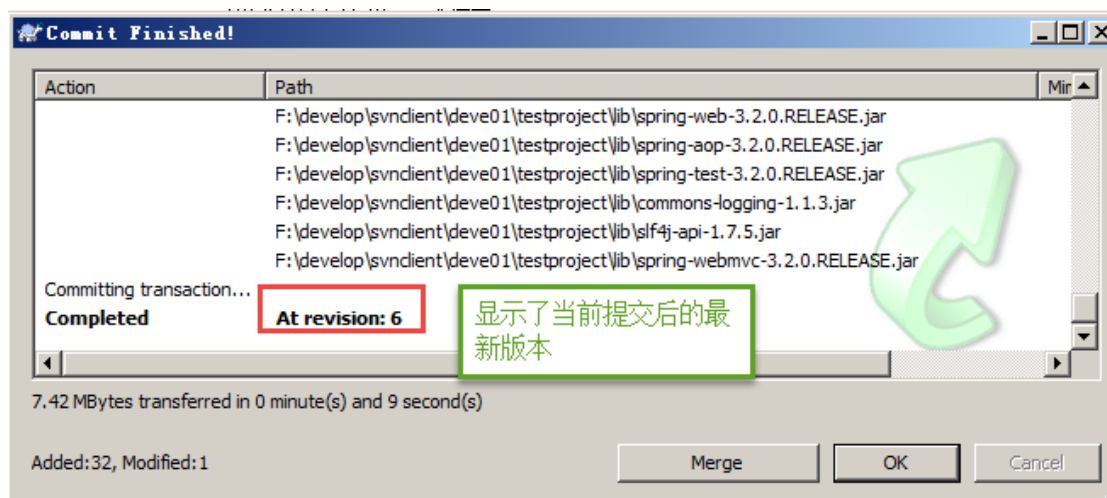 Commit Finished!
Action Path Mir
F:\develop\svnclient\deve01\testproject\lib\spring-web-3.2.0.RELEASE.jar
F:\develop\svnclient\deve01\testproject\lib\spring-aop-3.2.0.RELEASE.jar
F:\develop\svnclient\deve01\testproject\lib\spring-test-3.2.0.RELEASE.jar
F:\develop\svnclient\deve01\testproject\lib\commons-logging-1.1.3.jar
F:\develop\svnclient\deve01\testproject\lib\slf4j-api-1.7.5.jar
F:\develop\svnclient\deve01\testproject\lib\spring-webmvc-3.2.0.RELEASE.jar
Committing transaction...
Completed At revision: 6
显示了当前提交后的最
新版本
7.42 MBytes transferred in 0 minute(s) and 9 second(s)
Added:32, Modified:1
Merge OK Cancel